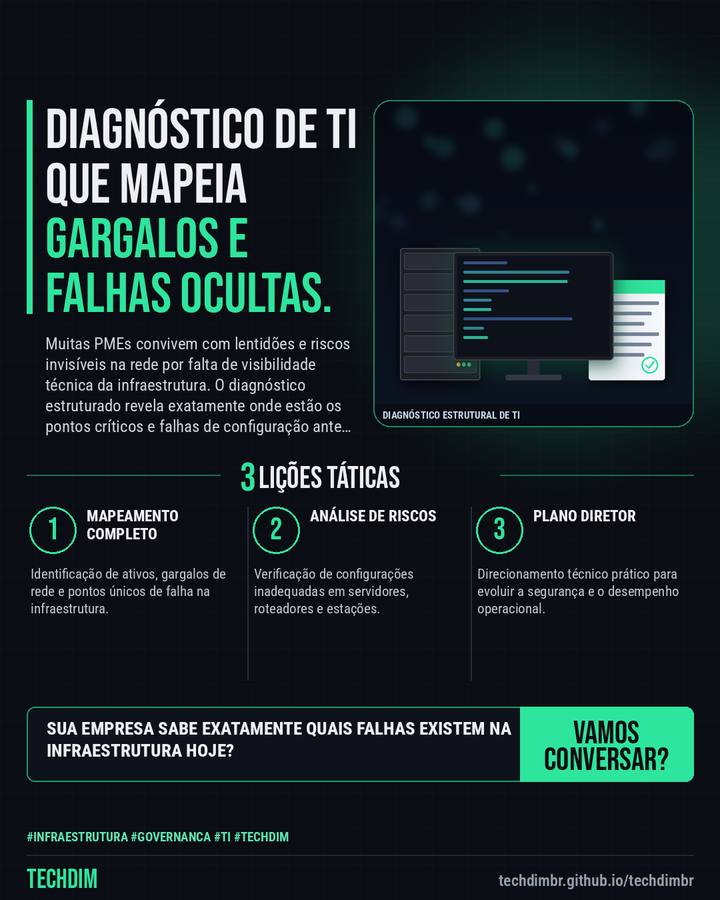 DIAGNÓSTICO DE TI
QUE MAPEIA
GARGALOS E
FALHAS OCULTAS.
Muitas PMEs convivem com lentidões e riscos
invisíveis na rede por falta de visibilidade
técnica da infraestrutura. O diagnóstico
estruturado revela exatamente onde estão os
pontos críticos e falhas de configuração ante…
DIAGNÓSTICO ESTRUTURAL DE TI
3 LIÇÕES TÁTICAS
1
MAPEAMENTO
COMPLETO
Identificação de ativos, gargalos de
rede e pontos únicos de falha na
infraestrutura.
2
ANÁLISE DE RISCOS
Verificação de configurações
inadequadas em servidores,
roteadores e estações.
3
PLANO DIRETOR
Direcionamento técnico prático para
evoluir a segurança e o desempenho
operacional.
SUA EMPRESA SABE EXATAMENTE QUAIS FALHAS EXISTEM NA
INFRAESTRUTURA HOJE?
VAMOS
CONVERSAR?
#INFRAESTRUTURA #GOVERNANCA #TI #TECHDIM
TECHDIM
techdimbr.github.io/techdimbr